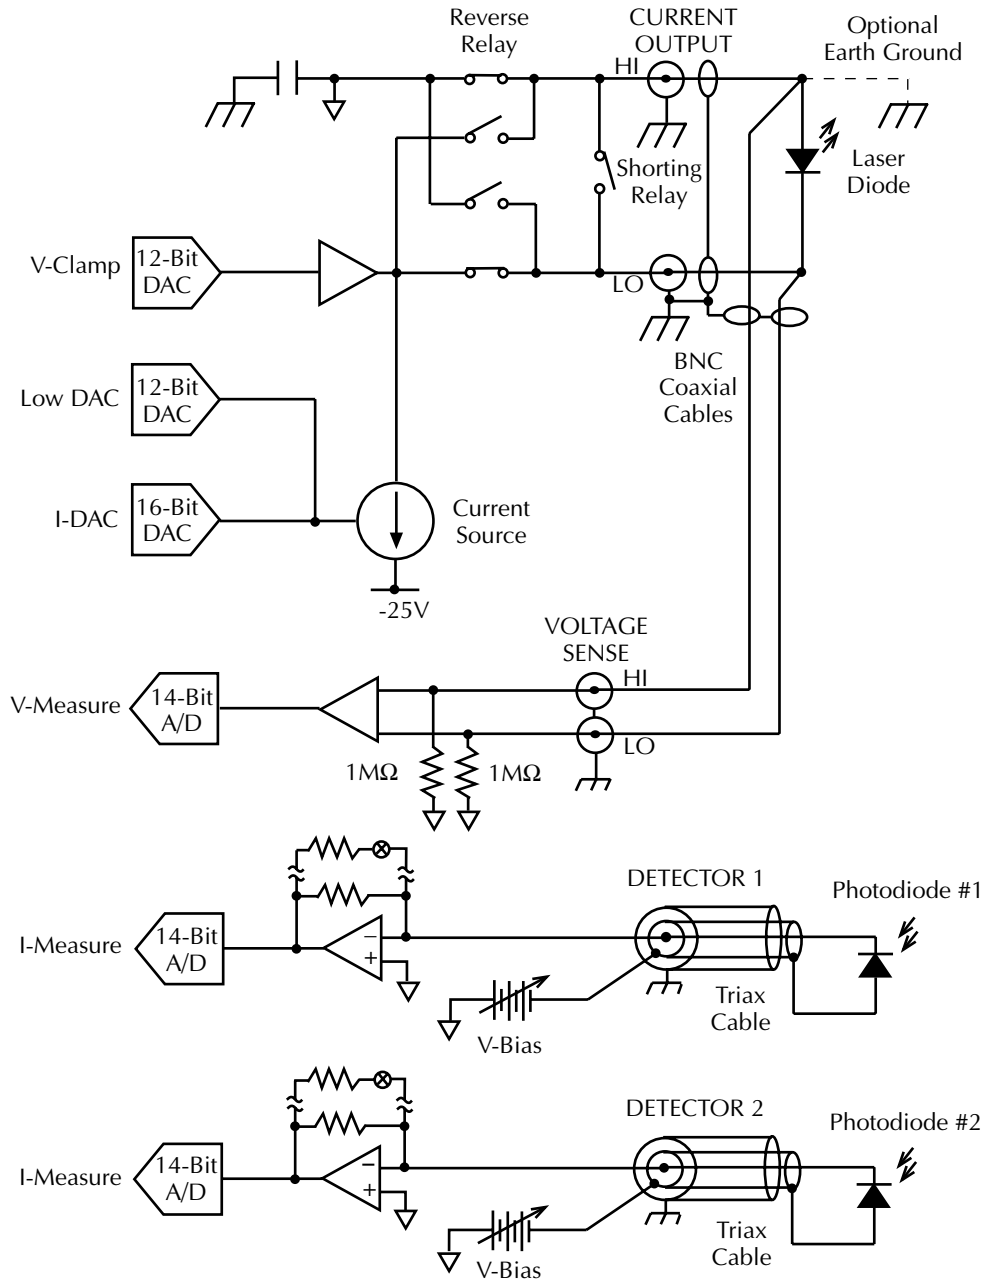 Reverse
Relay
CURRENT
OUTPUT
Optional
Earth Ground
HI
Shorting
Relay
Laser
Diode
V-Clamp
12-Bit
DAC
LO
BNC
Coaxial
Cables
Low DAC
12-Bit
DAC
I-DAC
16-Bit
DAC
Current
Source
-25V
VOLTAGE
SENSE
HI
V-Measure
14-Bit
A/D
LO
1MΩ
1MΩ
DETECTOR 1
Photodiode #1
I-Measure
14-Bit
A/D
−
+
Triax
Cable
V-Bias
DETECTOR 2
Photodiode #2
I-Measure
14-Bit
A/D
−
+
Triax
Cable
V-Bias